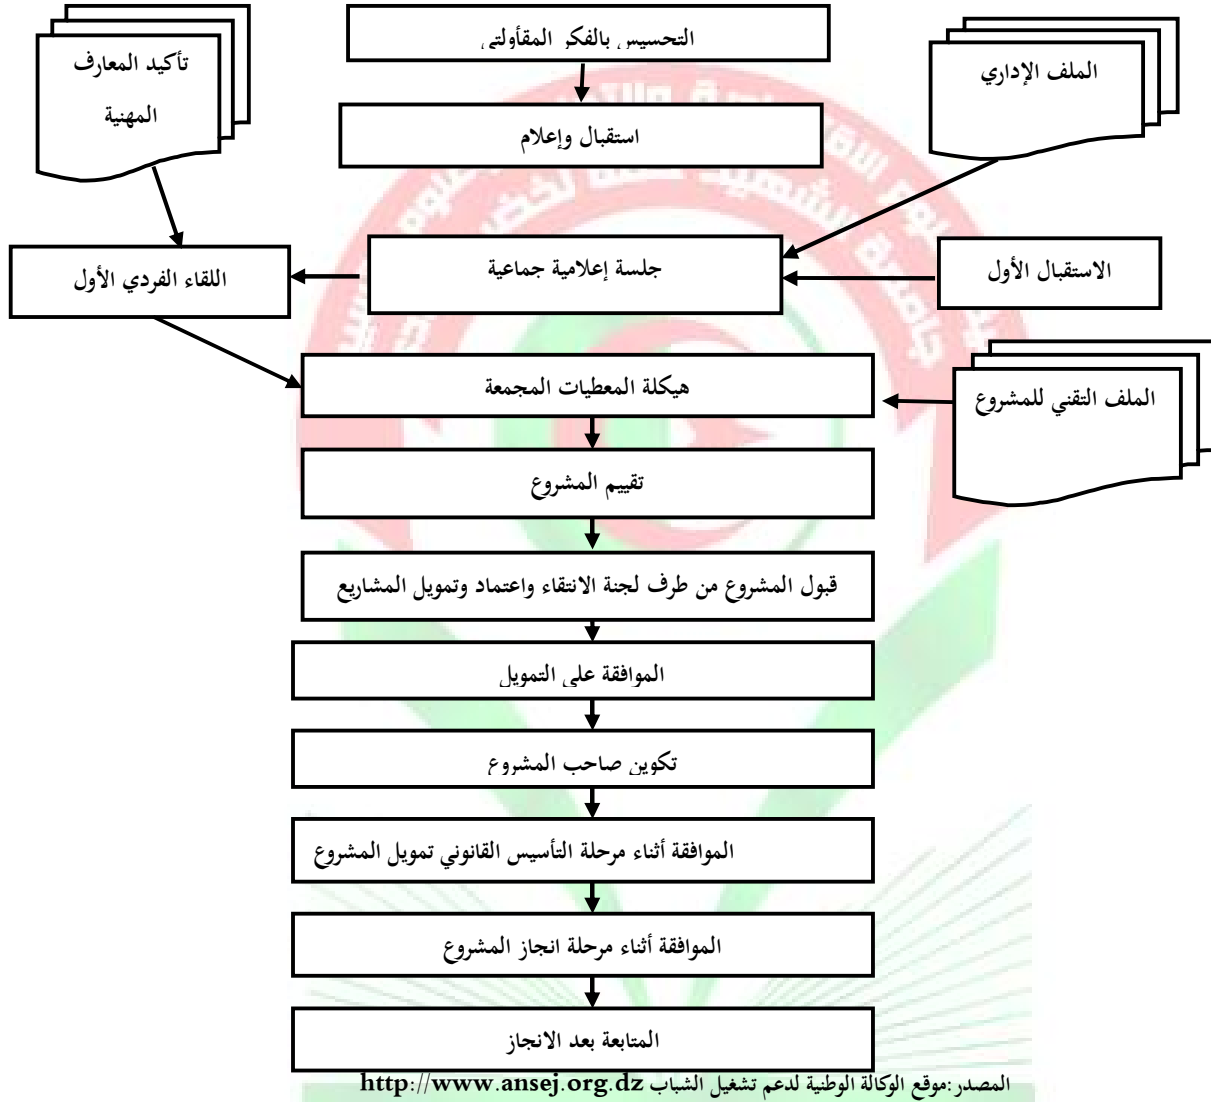 التحسيس بالفكر المقأولتي
تأكيد المعارف
المهنية
الملف الإداري
استقبال وإعلام
الاستقبال الأول
جلسة إعلامية جماعية
اللقاء الفردي الأول
هيكلة المعطيات المجمعة
الملف التقني للمشروع
تقييم المشروع
قبول المشروع من طرف لجنة الانتقاء واعتماد وتمويل المشاريع
الموافقة على التمويل
تكوين صاحب المشروع
الموافقة أثناء مرحلة التأسيس القانوني تمويل المشروع
الموافقة أثناء مرحلة انجاز المشروع
المتابعة بعد الانجاز
المصدر:موقع الوكالة الوطنية لدعم تشغيل الشباب http://www.ansej.org.dz